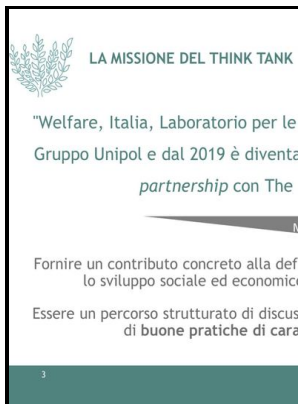 LA MISSIONE DEL THINK TANK
"Welfare, Italia, Laboratorio per le
Gruppo Unipol e dal 2019 è diventa
partnership con The
Fornire un contributo concreto alla def
lo sviluppo sociale ed economic
Essere un percorso strutturato di discus
di buone pratiche di cara
3